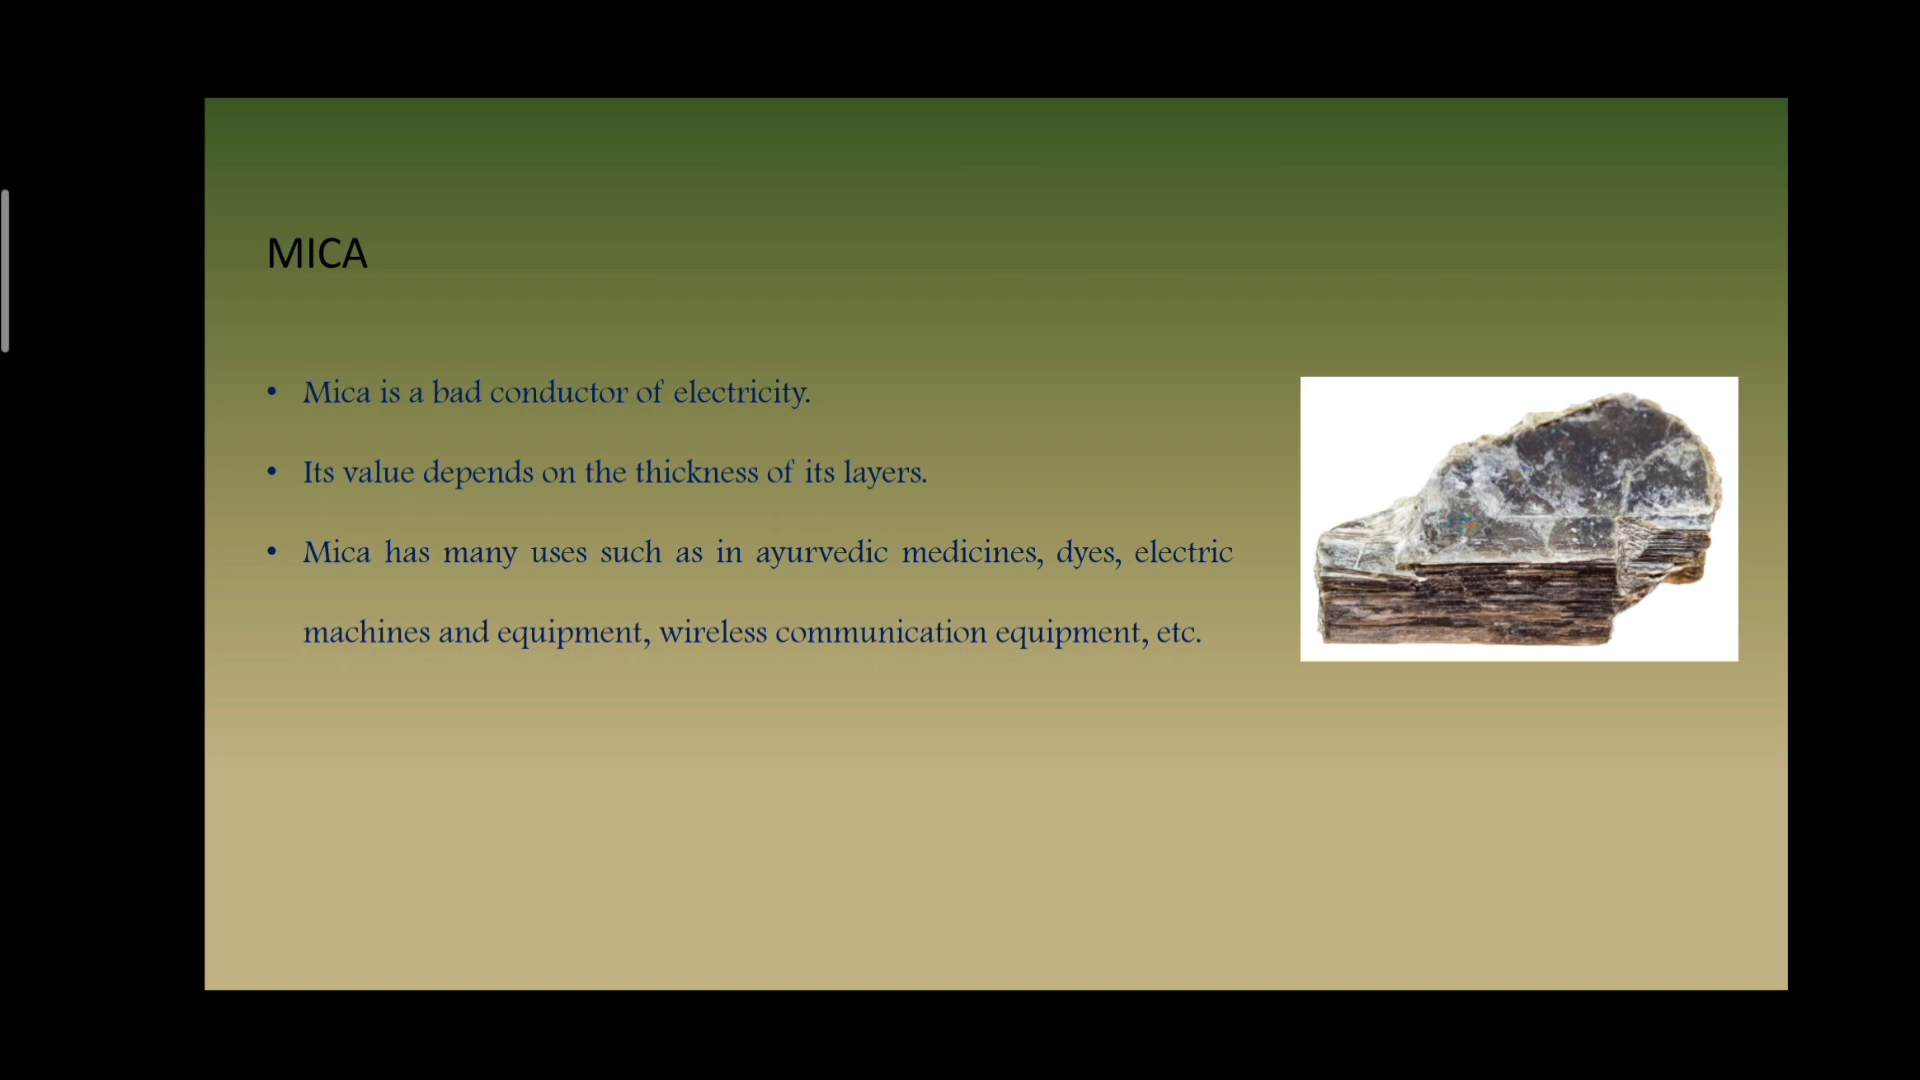 MICA
• Mica is a bad conductor of electricity.
• Its value depends on the thickness of its layers.
• Mica has many uses such as in ayurvedic medicines, dyes, electric
machines and equipment, wireless communication equipment, etc.